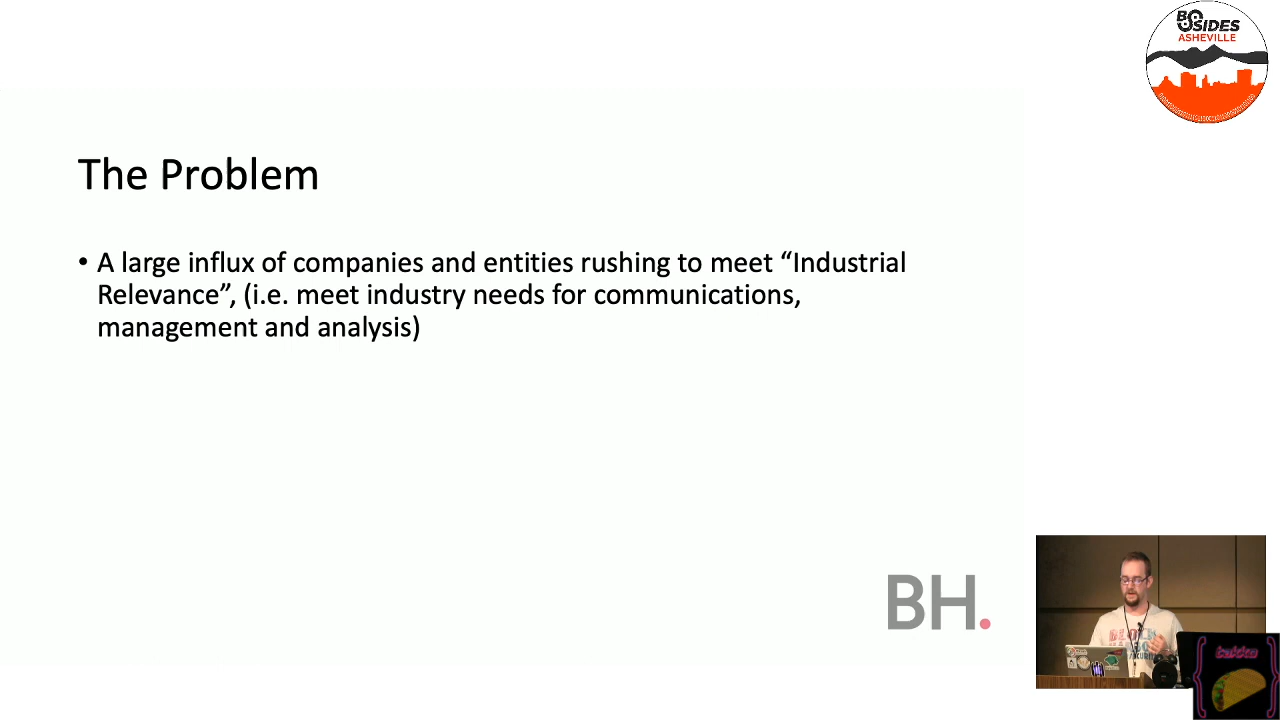 BSIDES
ASHEVILLE
The Problem
• A large influx of companies and entities rushing to meet “Industrial
Relevance”, (i.e. meet industry needs for communications,
management and analysis)
BH.